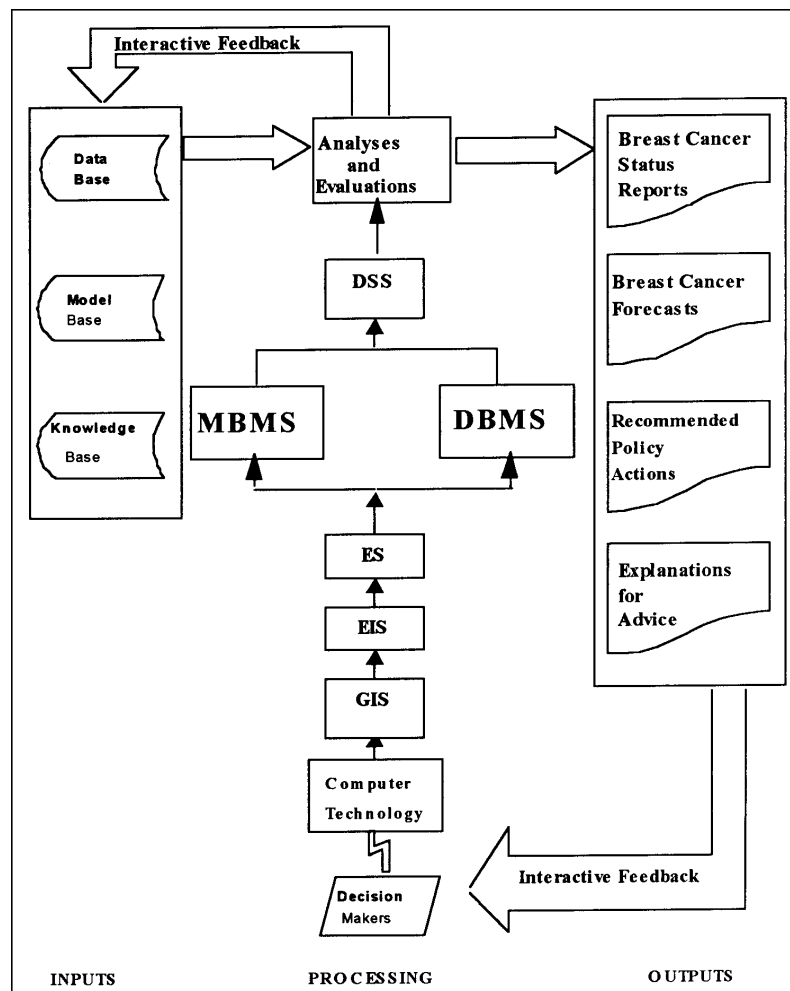 Interactive Feedback
Data
Base
Model
Base
Knowledge
Base
Analyses
and
Evaluations
DSS
MBMS
DBMS
ES
EIS
GIS
Computer
Technology
Decision
Makers
Breast Cancer
Status
Reports
Breast Cancer
Forecasts
Recommended
Policy
Actions
Explanations
for
Advice
Interactive Feedback
INPUTS
PROCESSING
OUTPUTS